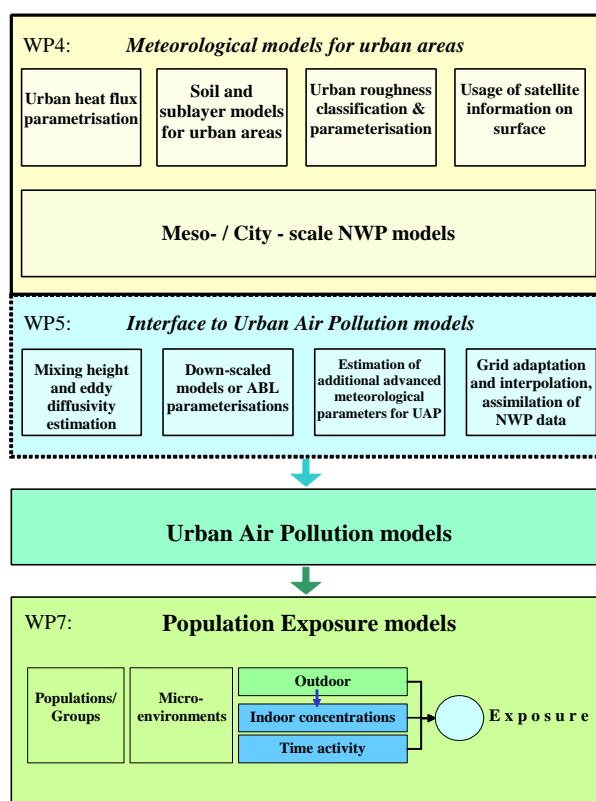 WP4: Meteorological models for urban areas
Urban heat flux
parametrisation
Soil and
sublayer models
for urban areas
Urban roughness
classification &
parameterisation
Usage of satellite
information on
surface
Meso- / City - scale NWP models
WP5: Interface to Urban Air Pollution models
Mixing height
and eddy
diffusivity
estimation
Down-scaled
models or ABL
parameterisations
Estimation of
additional advanced
meteorological
parameters for UAP
Grid adaptation
and interpolation,
assimilation of
NWP data
Urban Air Pollution models
WP7: Population Exposure models
Populations/
Groups
Micro-
environments
Outdoor
Indoor concentrations
Time activity
Exposure